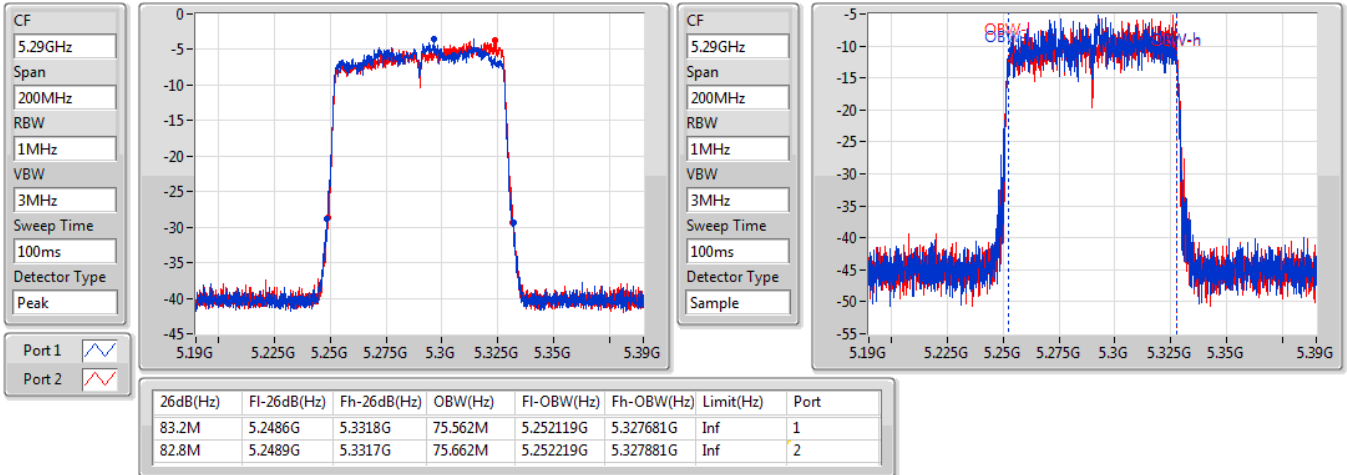 CF
5.29GHz
Span
200MHz
RBW
1MHz
VBW
3MHz
Sweep Time
100ms
Detector Type
Peak
Port 1
Port 2
0-
-5-
-10-
-15-
-20-
-25-
-30-
-35-
-40-
-45-
5.19G 5.225G 5.25G 5.275G 5.3G 5.325G 5.35G 5.39G
CF
5.29GHz
Span
200MHz
RBW
1MHz
VBW
3MHz
Sweep Time
100ms
Detector Type
Sample
-5-
-10-
-15-
-20-
-25-
-30-
-35-
-40-
-45-
-50-
-55-
OBW-h
5.19G 5.225G 5.25G 5.275G 5.3G 5.325G 5.35G 5.39G
26dB(Hz) Fl-26dB(Hz) Fh-26dB(Hz) OBW(Hz) Fl-OBW(Hz) Fh-OBW(Hz) Limit(Hz) Port
83.2M 5.2486G 5.3318G 75.562M 5.252119G 5.327681G Inf 1
82.8M 5.2489G 5.3317G 75.662M 5.252219G 5.327881G Inf 2